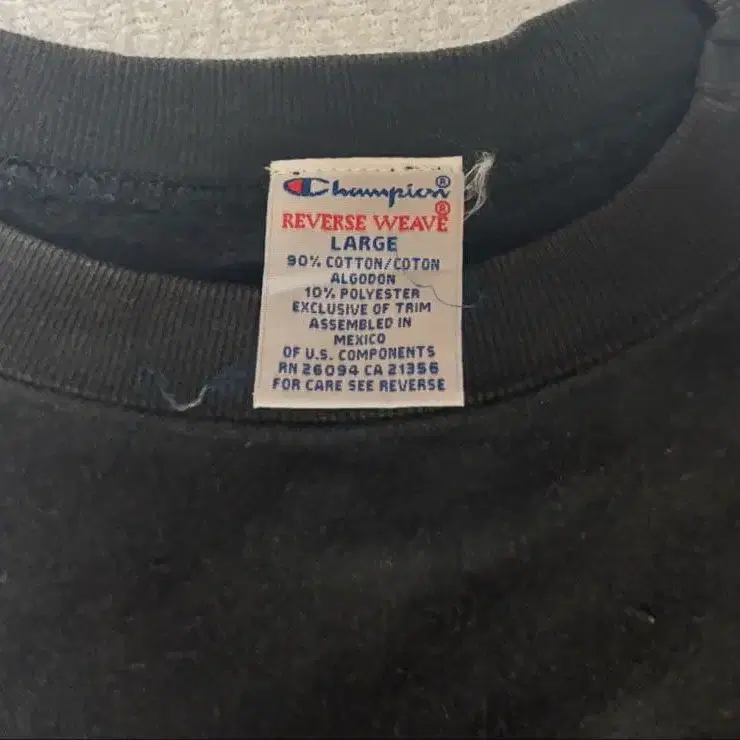 Champion®
REVERSE WEAVE®
LARGE
90% COTTON/COTON
ALGODON
10% POLYESTER
EXCLUSIVE OF TRIM
ASSEMBLED IN
MEXICO
OF U.S. COMPONENTS
RN 26094 CA 21356
FOR CARE SEE REVERSE